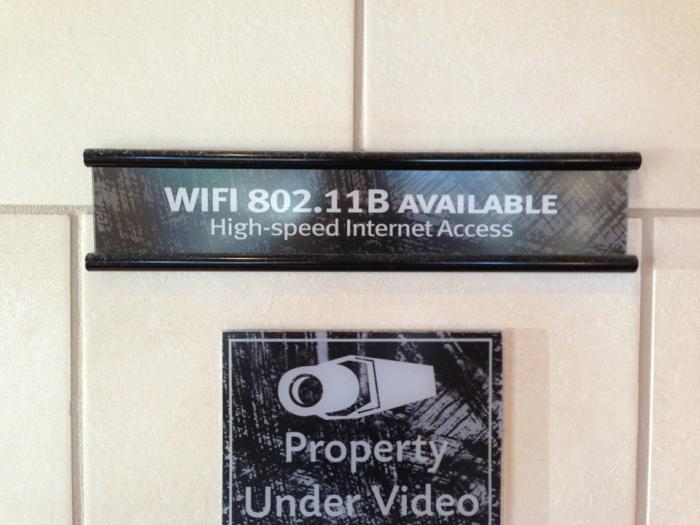 WIFI 802.11B AVAILABLE
High-speed Internet Access
Property
Under Video